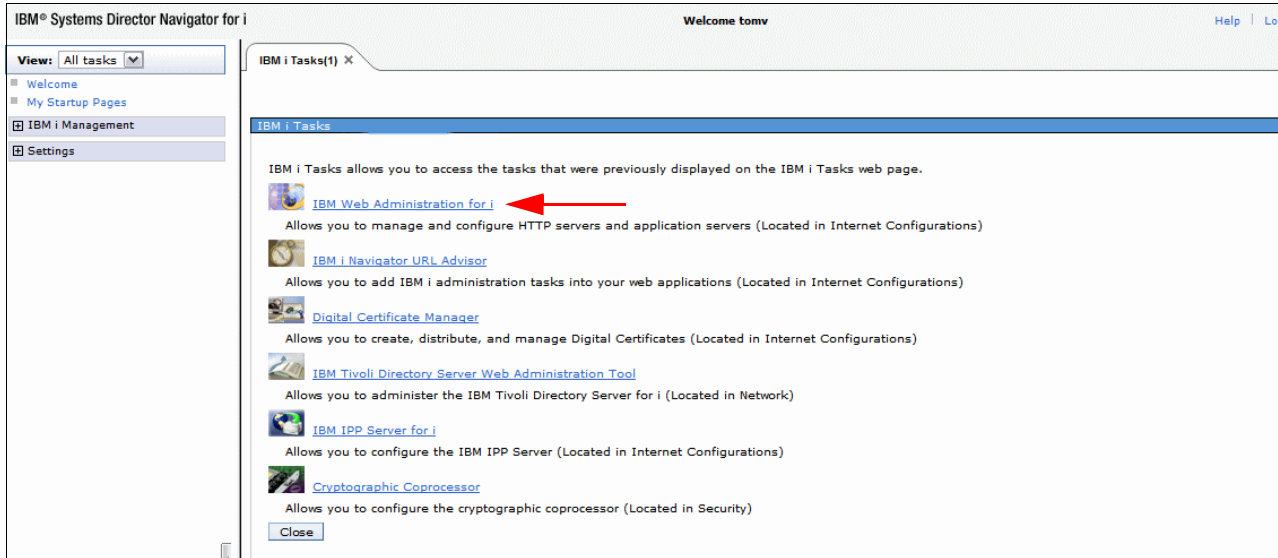 IBM® Systems Director Navigator for i
Welcome tomv
Help
View: All tasks
Welcome
My Startup Pages
IBM i Management
Settings
IBM i Tasks(1)
IBM i Tasks
IBM i Tasks allows you to access the tasks that were previously displayed on the IBM i Tasks web page.
IBM Web Administration for i
Allows you to manage and configure HTTP servers and application servers (Located in Internet Configurations)
IBM i Navigator URL Advisor
Allows you to add IBM i administration tasks into your web applications (Located in Internet Configurations)
Digital Certificate Manager
Allows you to create, distribute, and manage Digital Certificates (Located in Internet Configurations)
IBM Tivoli Directory Server Web Administration Tool
Allows you to administer the IBM Tivoli Directory Server for i (Located in Network)
IBM IPP Server for i
Allows you to configure the IBM IPP Server (Located in Internet Configurations)
Cryptographic Coprocessor
Allows you to configure the cryptographic coprocessor (Located in Security)
Close